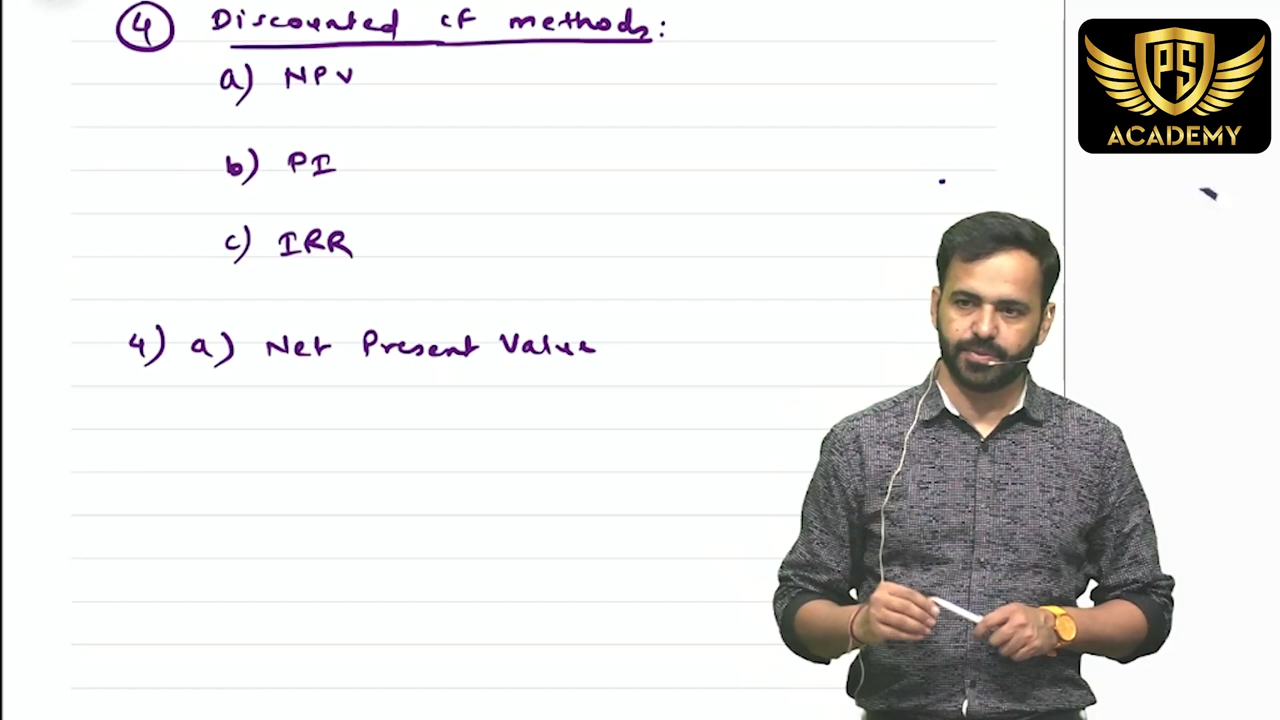 4 Discounted cf methods:
a) NPV
b) PI
c) IRR
4) a) Net Present Value
PS
ACADEMY